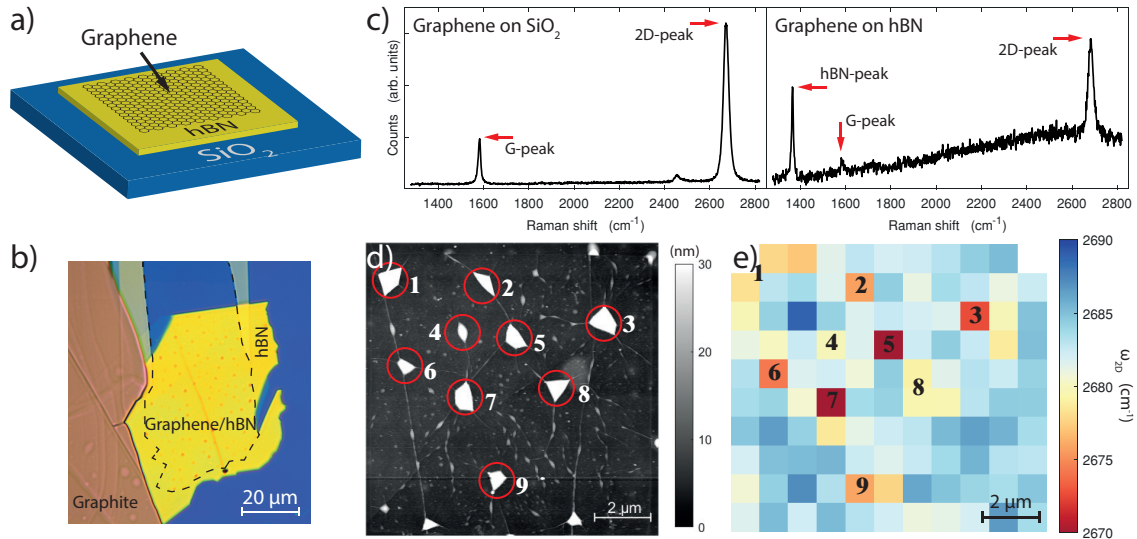 a)
Graphene
hBN
SiO₂
b)
hBN
Graphene/hBN
Graphite
20 μm
c)
Graphene on SiO₂
2D-peak
G-peak
Counts (arb. units)
1400 1600 1800 2000 2200 2400 2600 2800
Raman shift (cm⁻¹)
Graphene on hBN
2D-peak
hBN-peak
G-peak
1400 1600 1800 2000 2200 2400 2600 2800
Raman shift (cm⁻¹)
d)
1
2
3
4
5
6
7
8
9
2 μm
(nm)
30
20
10
0
e)
1
2
3
4
5
6
7
8
9
2 μm
2690
2685
2680
2675
2670
ω₂D (cm⁻¹)